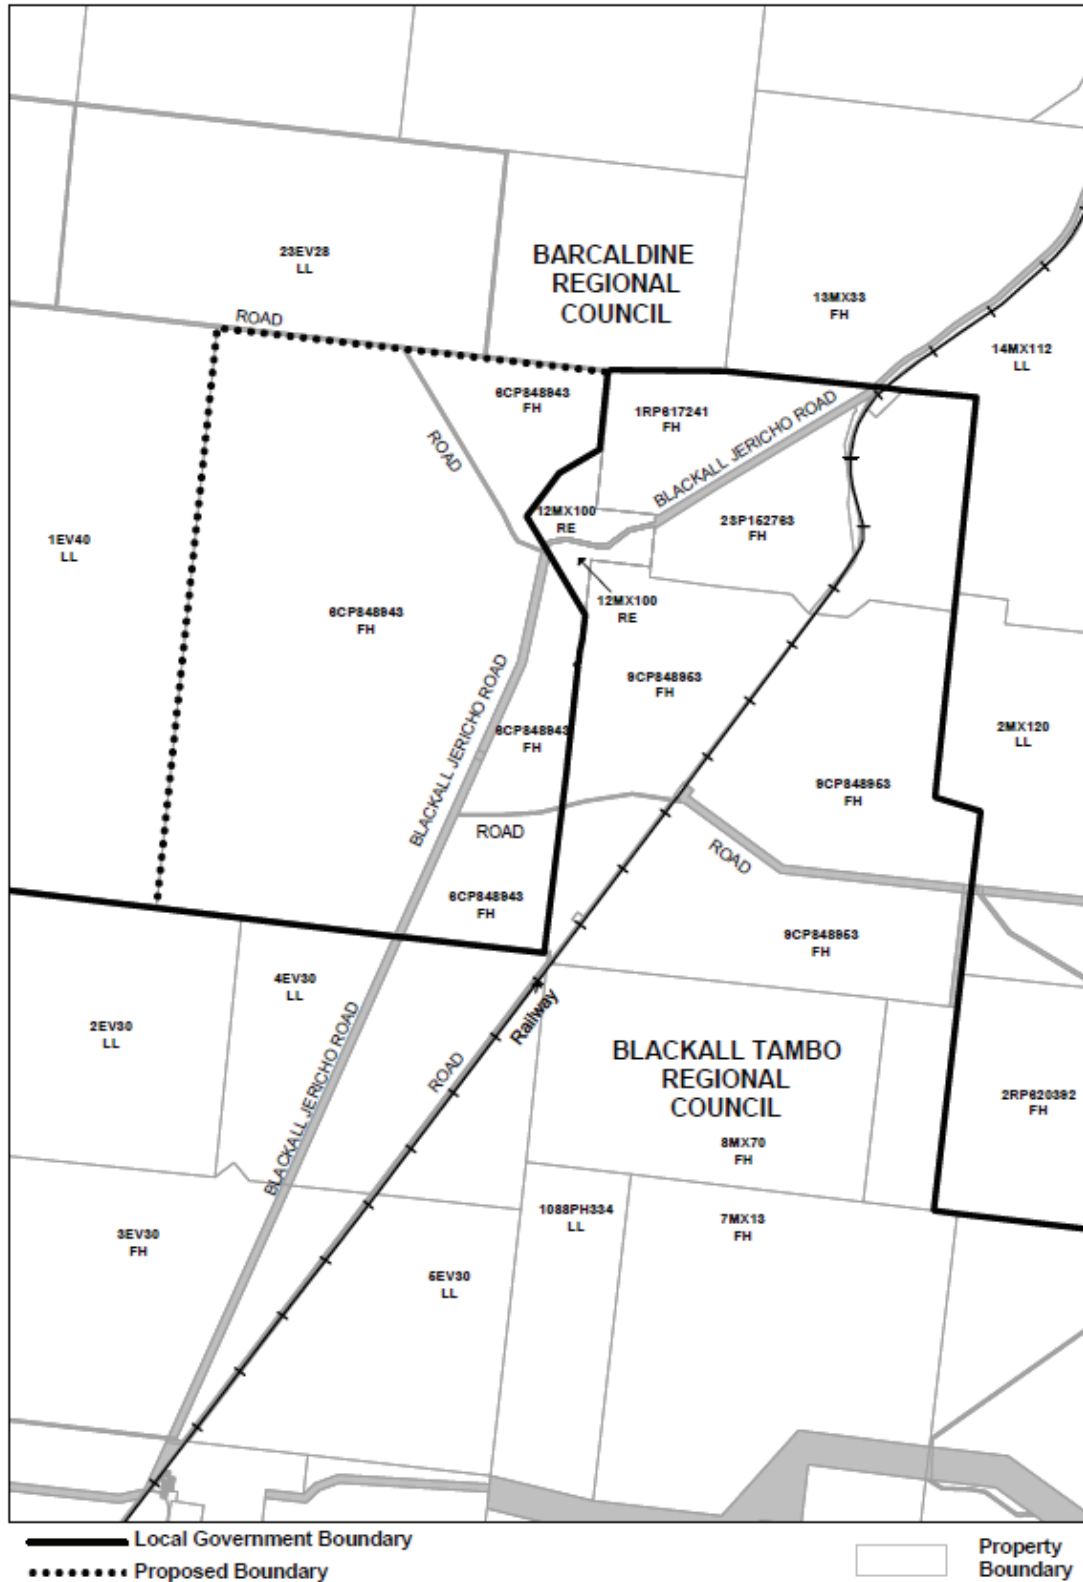 BARCALDINE
REGIONAL
COUNCIL
23EV28
LL
13MX33
FH
ROAD
14MX112
LL
6CP848943
FH
1RP617241
FH
ROAD
BLACKALL JERICHO ROAD
12MX100
RE
2SP152763
FH
1EV40
LL
6CP848943
FH
12MX100
RE
9CP848953
FH
BLACKALL JERICHO ROAD
6CP848943
FH
2MX120
LL
9CP848953
FH
ROAD
ROAD
6CP848943
FH
9CP848953
FH
4EV30
LL
2EV30
LL
Railway
BLACKALL JERICHO ROAD
ROAD
BLACKALL TAMBO
REGIONAL
COUNCIL
2RP620392
FH
8MX70
FH
3EV30
FH
1088PH334
LL
7MX13
FH
5EV30
LL
Local Government Boundary
Proposed Boundary
Property
Boundary